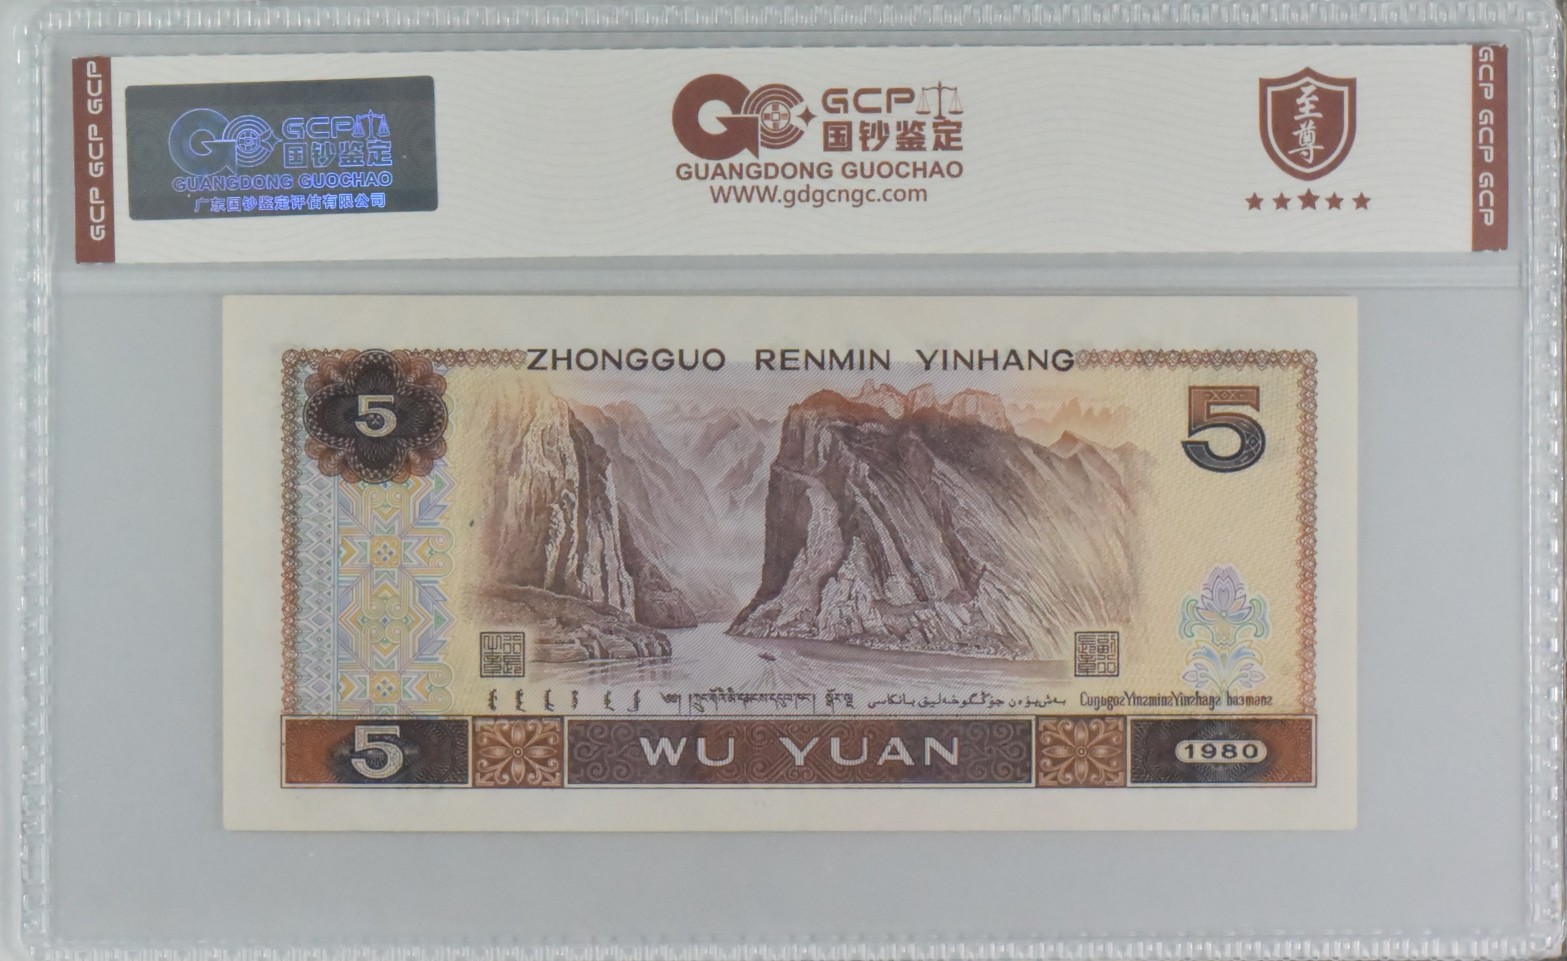 GCP GCP GCP
GCP
国钞鉴定
GUANGDONG GUOCHAO
广东国钞鉴定评估有限公司
GCP
国钞鉴定
GUANGDONG GUOCHAO
WWW.gdgcngc.com
至尊
GCP GCP GCP
ZHONGGUO RENMIN YINHANG
5
5
5
WU YUAN
1980